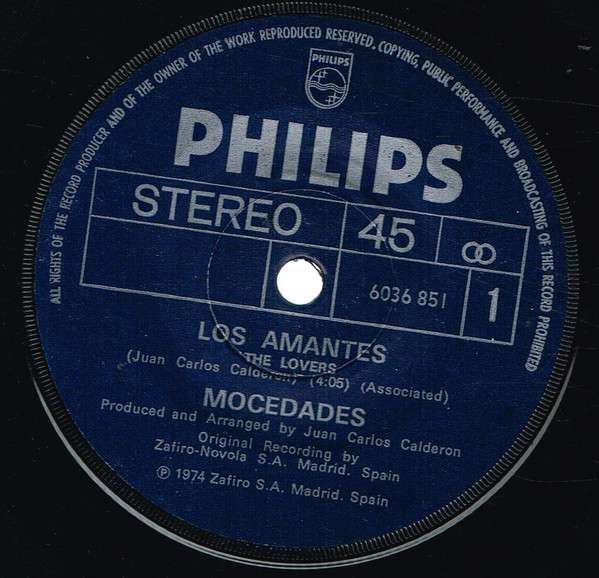 ALL RIGHTS OF THE RECORD PRODUCER AND OF THE OWNER OF THE WORK REPRODUCED RESERVED. COPYING, PUBLIC PERFORMANCE AND BROADCASTING OF THIS RECORD PROHIBITED
PHILIPS
PHILIPS
STEREO 45
6036 851 1
LOS AMANTES
(THE LOVERS
(Juan Carlos Calderon) (4:05) (Associated)
MOCEDADES
Produced and Arranged by Juan Carlos Calderon
Original Recording by
Zafiro-Novola S.A. Madrid. Spain
℗ 1974 Zafiro S.A. Madrid. Spain